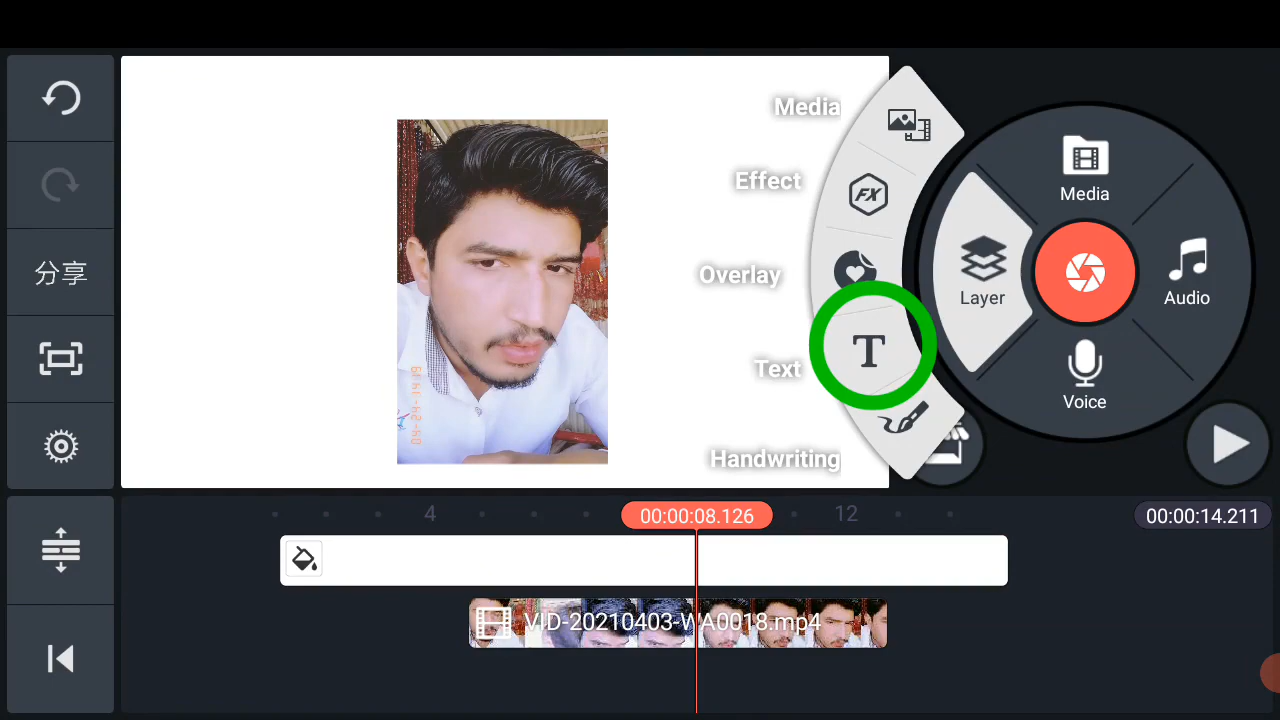 Media
Effect
Overlay
Text
Handwriting
FX
T
Media
Layer
Audio
Voice
分享
4
00:00:08.126
12
00:00:14.211
VID-20210403-WA0018.mp4